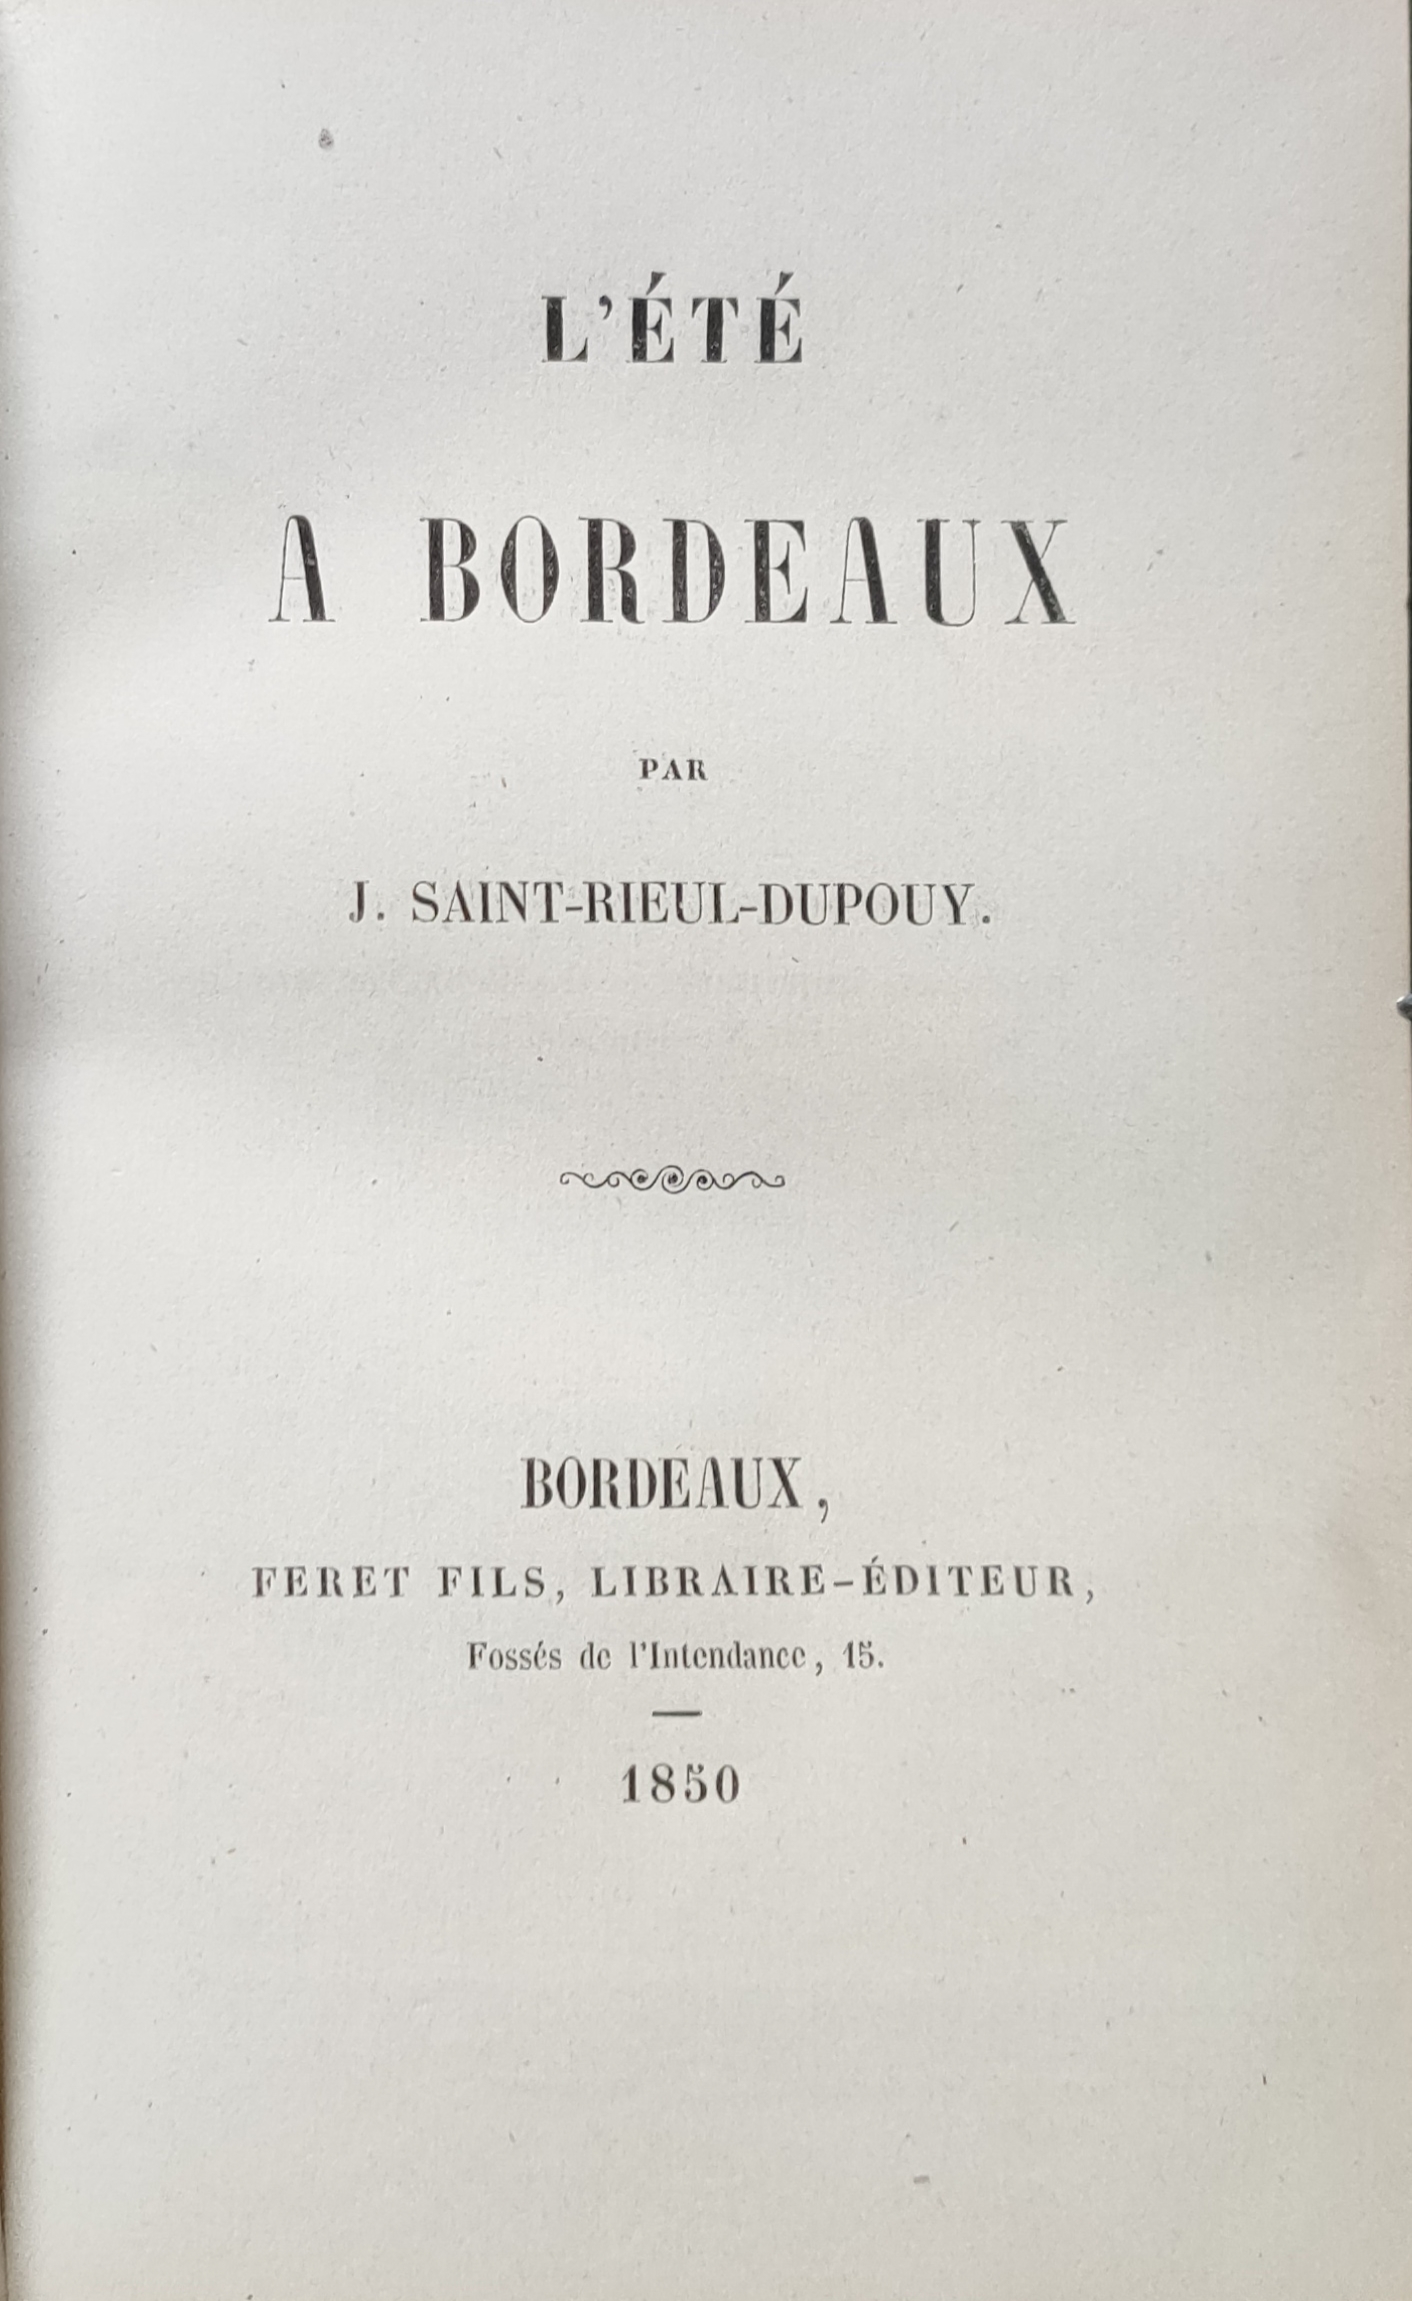 L'ÉTÉ
A BORDEAUX
PAR
J. SAINT-RIEUL-DUPOUY.
BORDEAUX,
FERET FILS, LIBRAIRE-ÉDITEUR,
Fossés de l'Intendance, 15.
1850